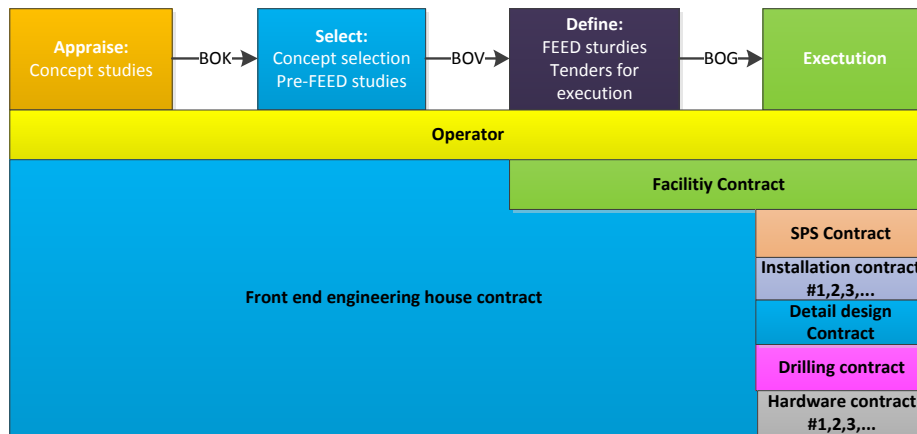 Appraise:
Concept studies
BOK
Select:
Concept selection
Pre-FEED studies
BOV
Define:
FEED sturdies
Tenders for
execution
BOG
Exectution
Operator
Facilitiy Contract
SPS Contract
Installation contract
#1,2,3,...
Front end engineering house contract
Detail design
Contract
Drilling contract
Hardware contract
#1,2,3,...